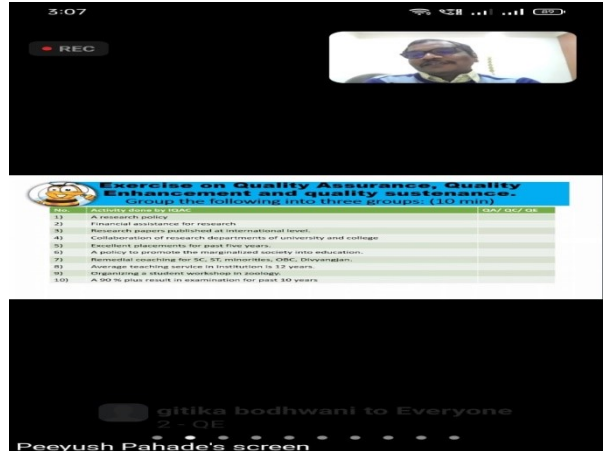 3:07
89
REC
Exercise on Quality Assurance, Quality
Enhancement and quality sustenance.
Group the following into three groups: (10 min)
No. Activity done by IQAC QA/ QC/ QE
1) A research policy
2) Financial assistance for research
3) Research papers published at international level.
4) Collaboration of research departments of university and college
5) Excellent placements for past five years.
6) A policy to promote the marginalized society into education.
7) Remedial coaching for SC, ST, minorities, OBC, Divyangjan.
8) Average teaching service in institution is 12 years.
9) Organizing a student workshop in zoology.
10) A 90 % plus result in examination for past 10 years
gitika bodhwani to Everyone
2 - QE
Peeyush Pahade's screen